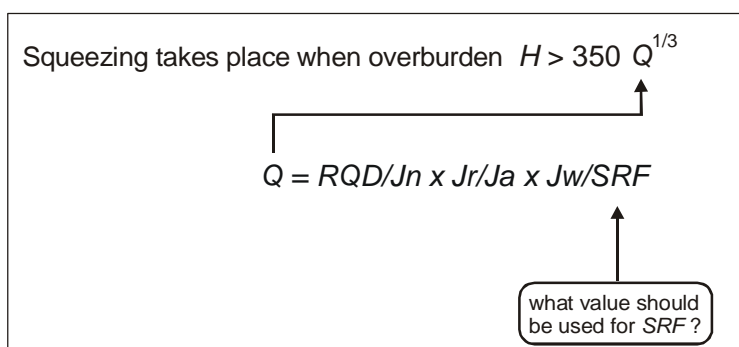 Squeezing takes place when overburden H > 350 Q^1/3
Q = RQD/Jn x Jr/Ja x Jw/SRF
what value should
be used for SRF ?